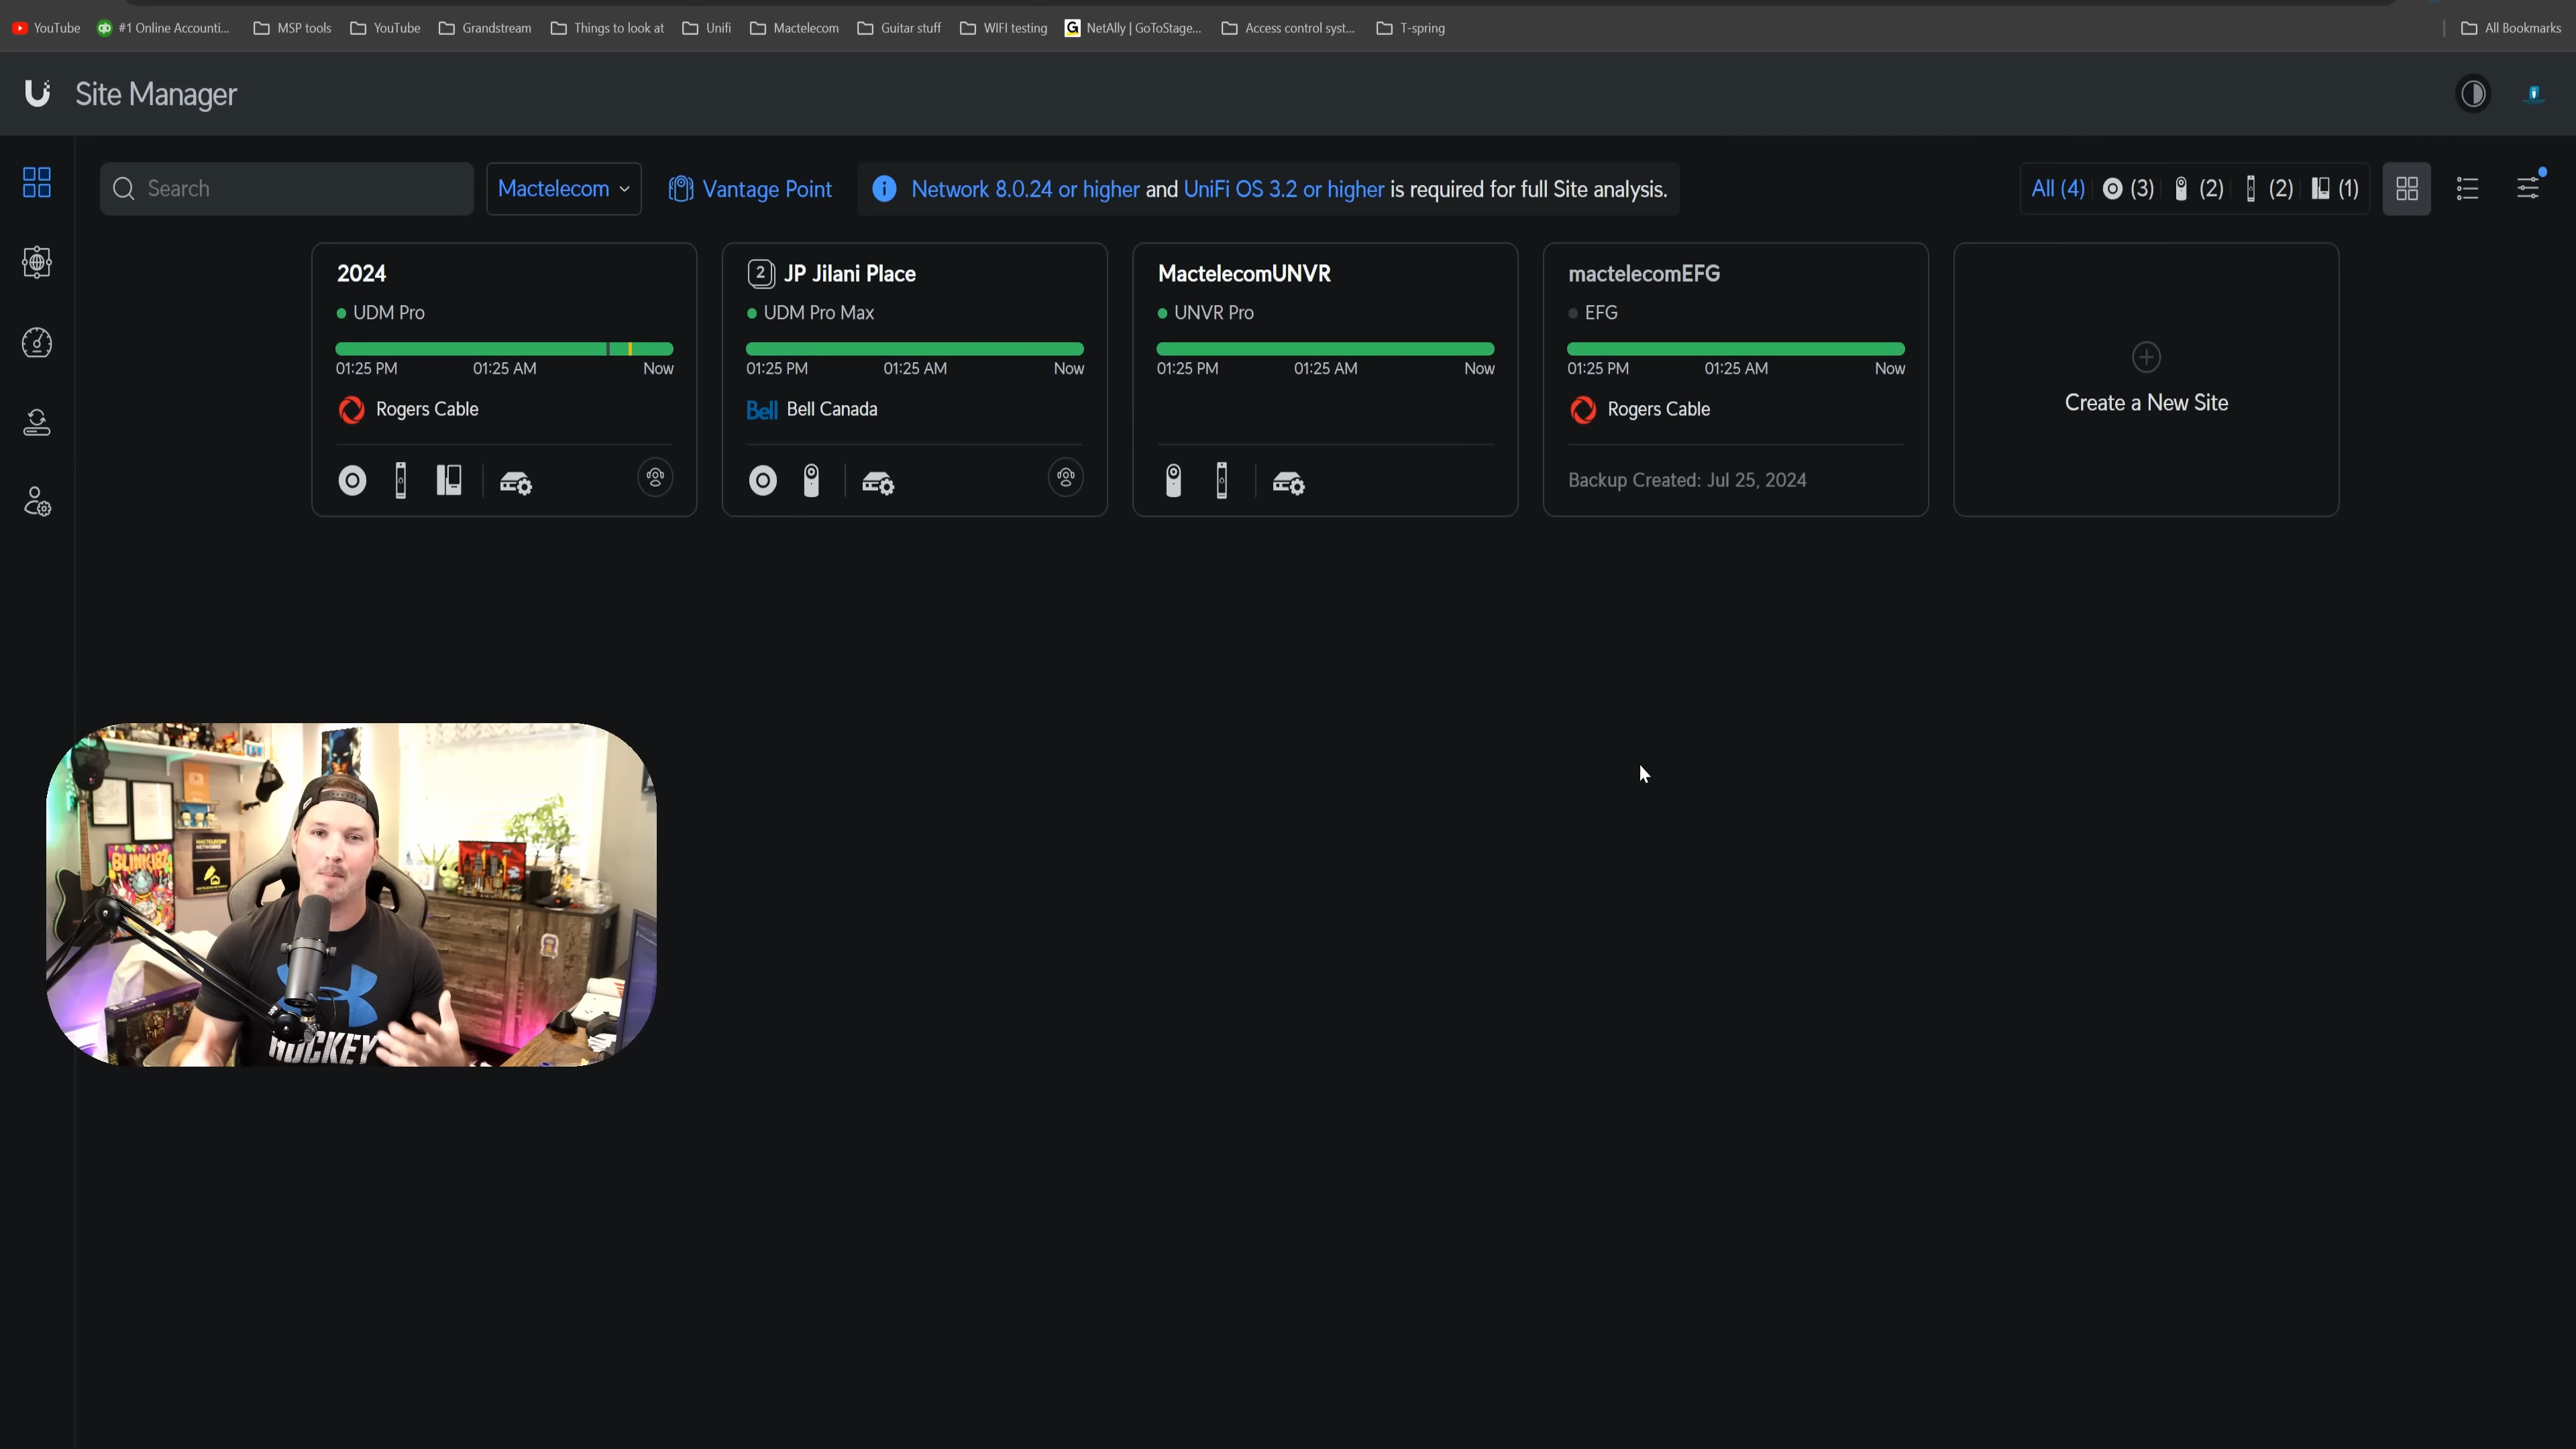 YouTube #1 Online Accounti... MSP tools YouTube Grandstream Things to look at Unifi Mactelecom Guitar stuff WIFI testing NetAlly | GoToStage... Access control syst... T-spring All Bookmarks
Site Manager
Search Mactelecom Vantage Point Network 8.0.24 or higher and UniFi OS 3.2 or higher is required for full Site analysis. All (4) (3) (2) (2) (1)
2024
UDM Pro
01:25 PM 01:25 AM Now
Rogers Cable
2 JP Jilani Place
UDM Pro Max
01:25 PM 01:25 AM Now
Bell Bell Canada
MactelecomUNVR
UNVR Pro
01:25 PM 01:25 AM Now
mactelecomEFG
EFG
01:25 PM 01:25 AM Now
Rogers Cable
Backup Created: Jul 25, 2024
Create a New Site
BLINK-182
MACTELECOM
NETWORKS
HOCKEY